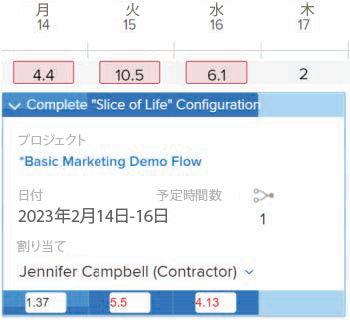 月 火 水 木
14 15 16 17
4.4 10.5 6.1 2
Complete "Slice of Life" Configuration
プロジェクト
*Basic Marketing Demo Flow
日付 予定時間数
2023年2月14日-16日 1
割り当て
Jennifer Campbell (Contractor)
1.37 5.5 4.13